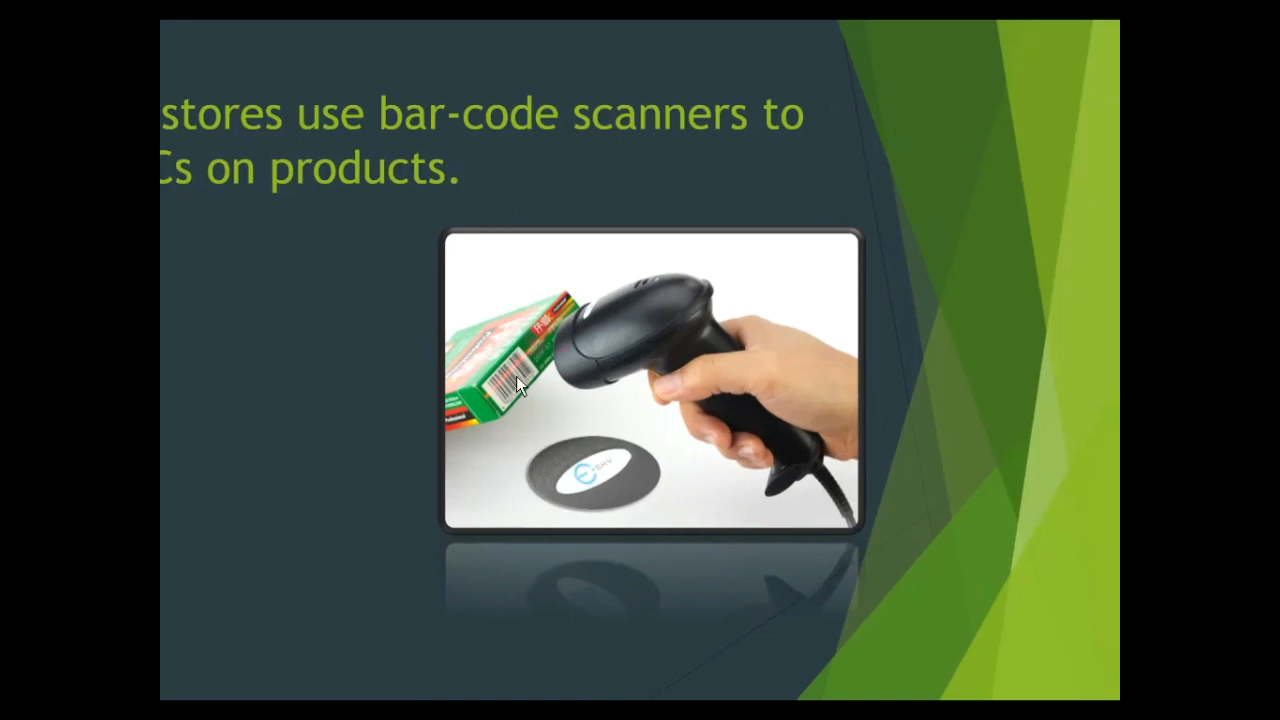 stores use bar-code scanners to
Cs on products.